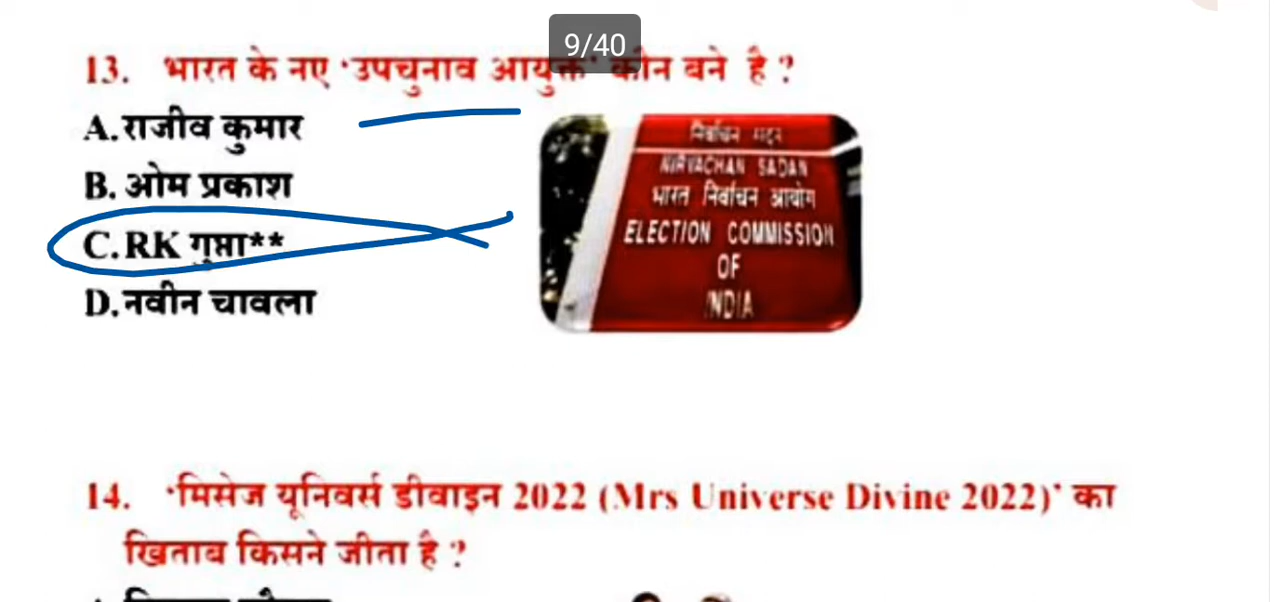 9/40
13. भारत के नए 'उपचुनाव आयुक्त' कौन बने है ?
A.राजीव कुमार
B. ओम प्रकाश
C.RK गुप्ता**
D.नवीन चावला
निर्वाचन सदन
NIRVACHAN SADAN
भारत निर्वाचन आयोग
ELECTION COMMISSION
OF
INDIA
14. 'मिसेज यूनिवर्स डीवाइन 2022 (Mrs Universe Divine 2022)' का
खिताब किसने जीता है ?